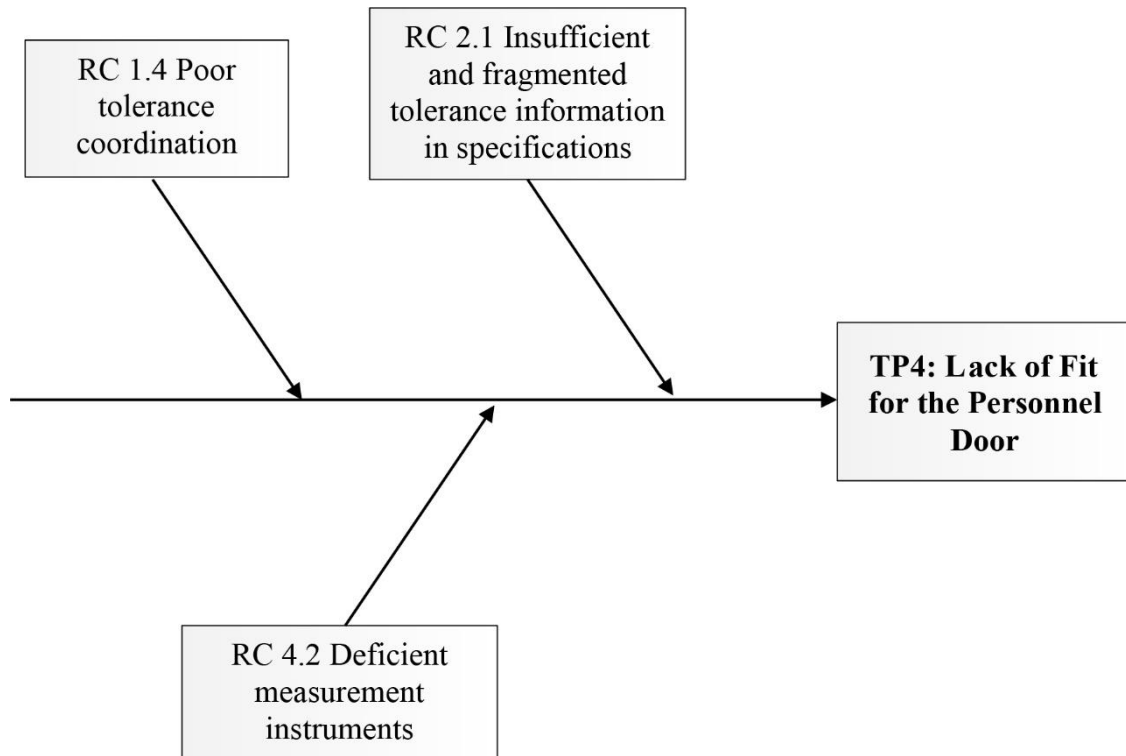 RC 1.4 Poor
tolerance
coordination
RC 2.1 Insufficient
and fragmented
tolerance information
in specifications
TP4: Lack of Fit
for the Personnel
Door
RC 4.2 Deficient
measurement
instruments